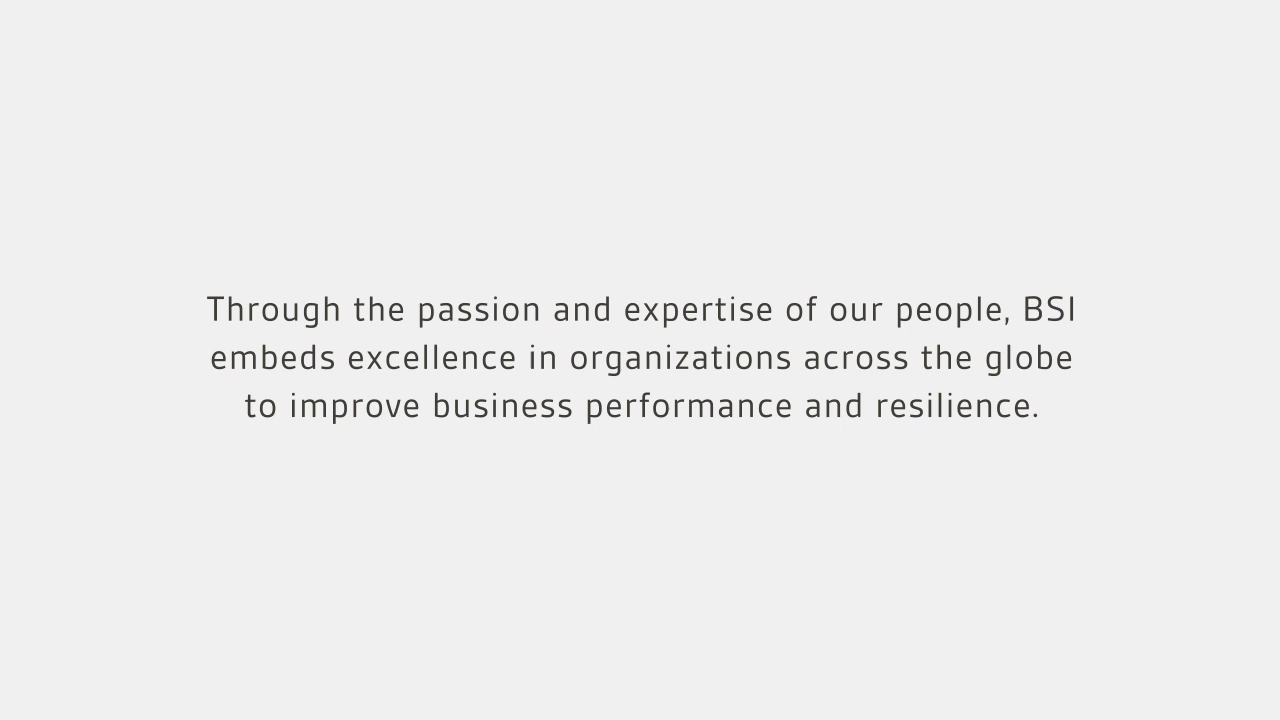 Through the passion and expertise of our people, BSI
embeds excellence in organizations across the globe
to improve business performance and resilience.